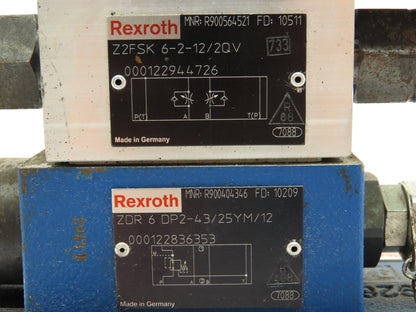 Rexroth MNR: R900564521 FD: 10511
Z2FSK 6-2-12/2QV 733
000122944726
P(T) A B T(P)
R
68
Made in Germany 7088
Rexroth MNR: R900404346 FD: 10209
ZDR 6 DP2-43/25YM/12
000122836353
P A B T
7088
Made in Germany